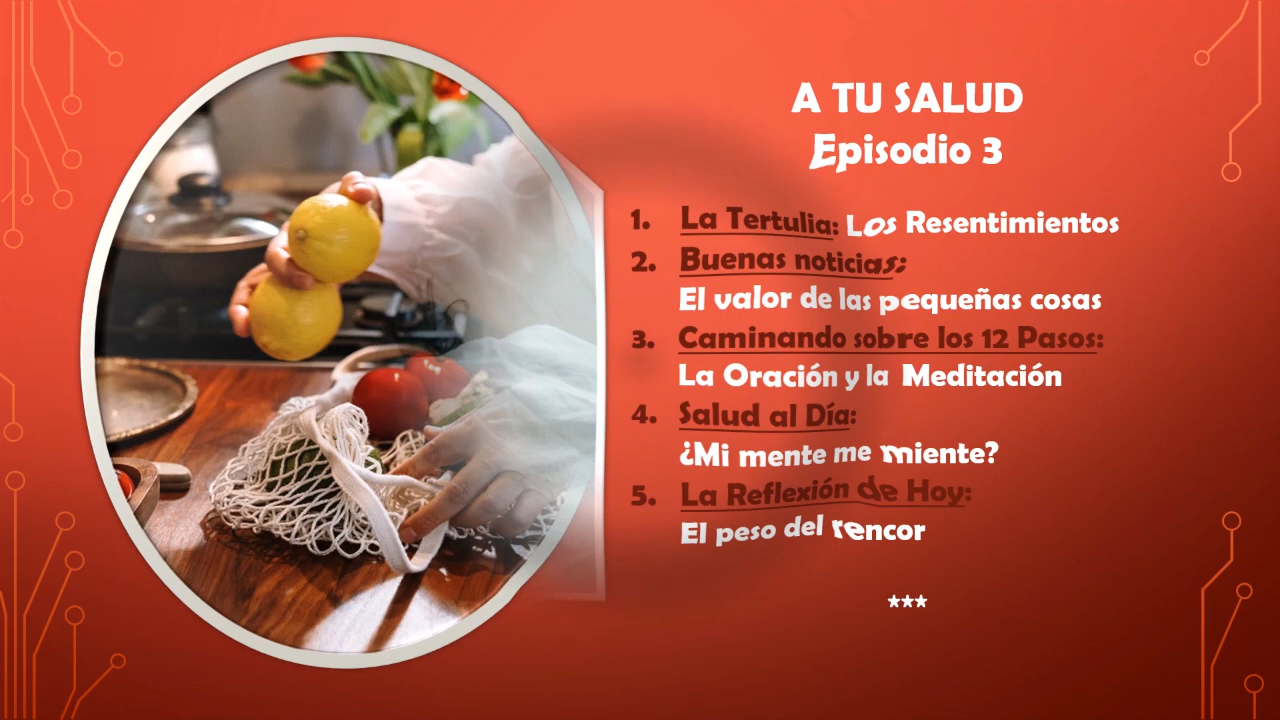 A TU SALUD
Episodio 3
1. La Tertulia: Los Resentimientos
2. Buenas noticias:
El valor de las pequeñas cosas
3. Caminando sobre los 12 Pasos:
La Oración y la Meditación
4. Salud al Día:
¿Mi mente me miente?
5. La Reflexión de Hoy:
El peso del rencor
***